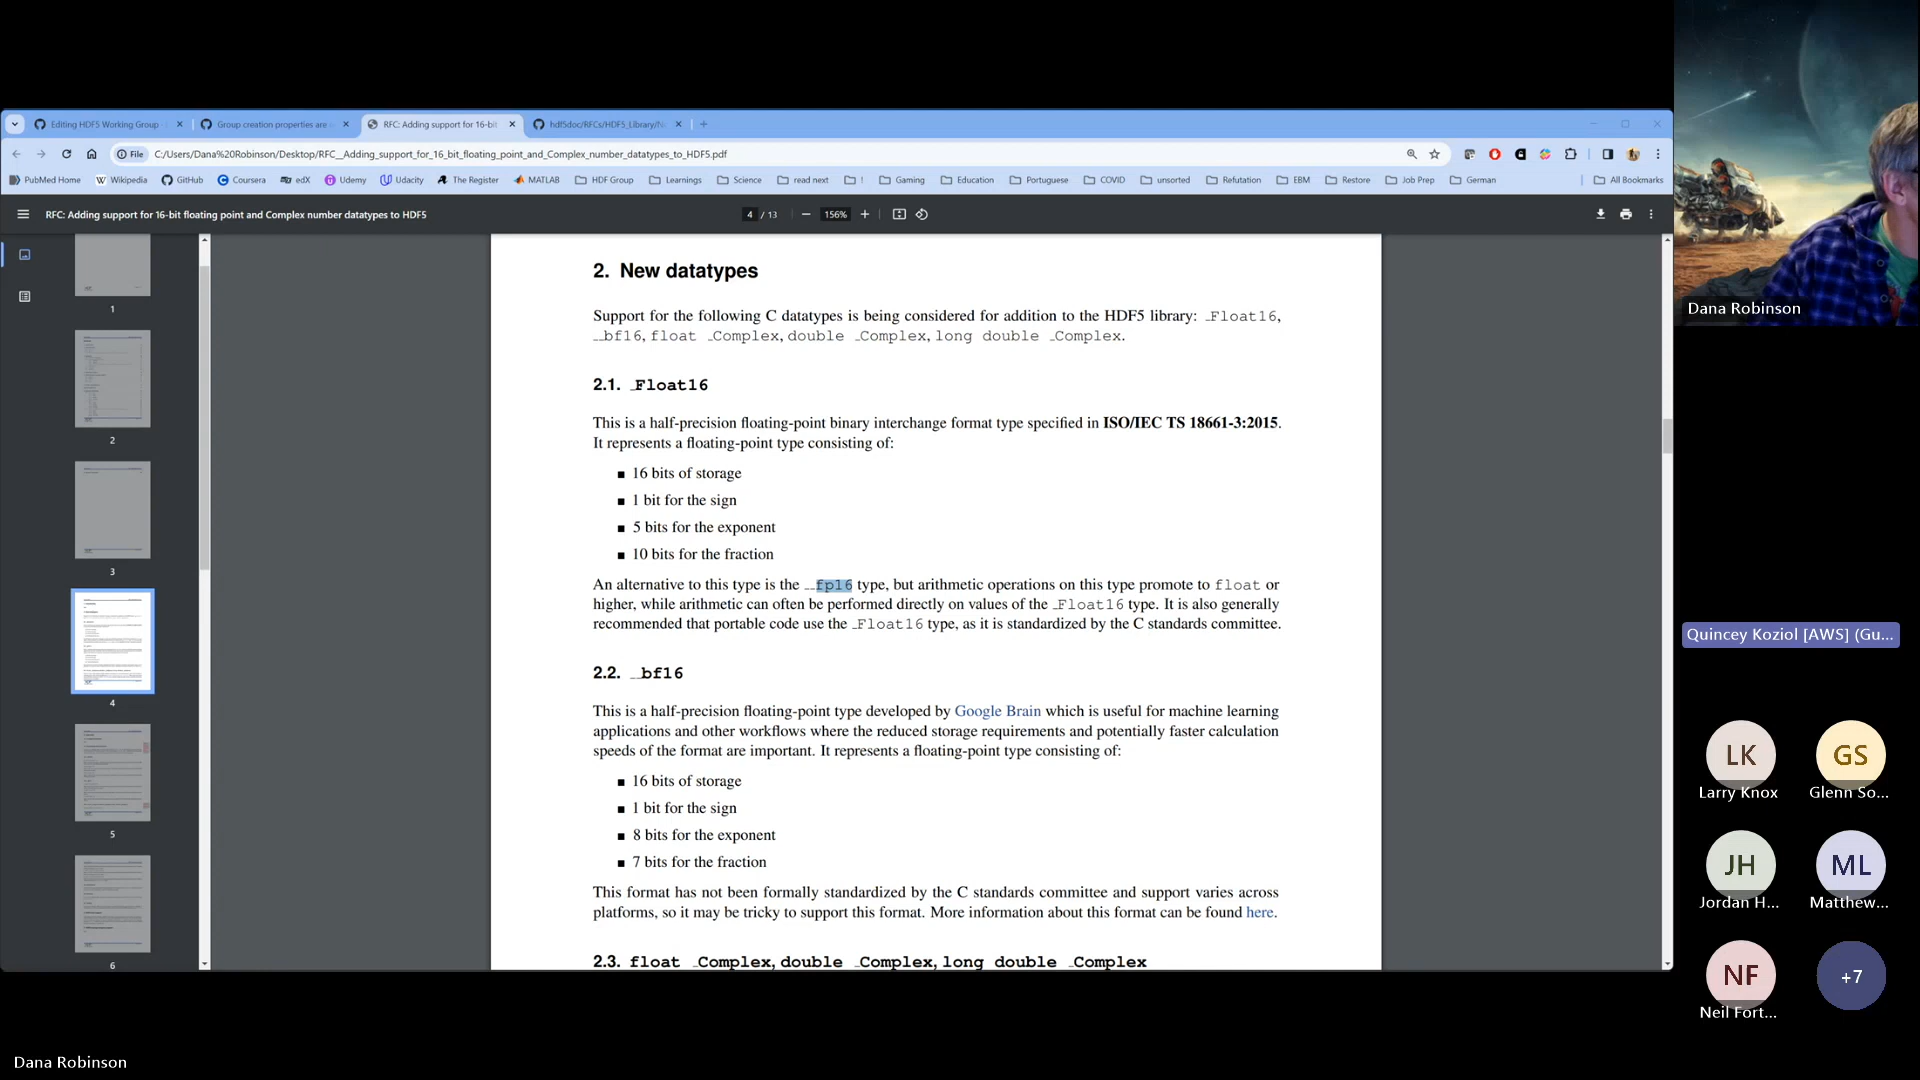 Editing HDF5 Working Group
Group creation properties are
RFC: Adding support for 16-bit
hdf5doc/RFCs/HDF5_Library/N
File
C:/Users/Dana%20Robinson/Desktop/RFC__Adding_support_for_16_bit_floating_point_and_Complex_number_datatypes_to_HDF5.pdf
PubMed Home
Wikipedia
GitHub
Coursera
edX
Udemy
Udacity
The Register
MATLAB
HDF Group
Learnings
Science
read next
!
Gaming
Education
Portuguese
COVID
unsorted
Refutation
EBM
Restore
Job Prep
German
All Bookmarks
RFC: Adding support for 16-bit floating point and Complex number datatypes to HDF5
4 / 13
156%
1
2
3
4
5
6
2. New datatypes
Support for the following C datatypes is being considered for addition to the HDF5 library: _Float16,
__bf16, float _Complex, double _Complex, long double _Complex.
2.1. _Float16
This is a half-precision floating-point binary interchange format type specified in ISO/IEC TS 18661-3:2015.
It represents a floating-point type consisting of:
■ 16 bits of storage
■ 1 bit for the sign
■ 5 bits for the exponent
■ 10 bits for the fraction
An alternative to this type is the __fp16 type, but arithmetic operations on this type promote to float or
higher, while arithmetic can often be performed directly on values of the _Float16 type. It is also generally
recommended that portable code use the _Float16 type, as it is standardized by the C standards committee.
2.2. __bf16
This is a half-precision floating-point type developed by Google Brain which is useful for machine learning
applications and other workflows where the reduced storage requirements and potentially faster calculation
speeds of the format are important. It represents a floating-point type consisting of:
■ 16 bits of storage
■ 1 bit for the sign
■ 8 bits for the exponent
■ 7 bits for the fraction
This format has not been formally standardized by the C standards committee and support varies across
platforms, so it may be tricky to support this format. More information about this format can be found here.
2.3. float _Complex, double _Complex, long double _Complex
Dana Robinson
Quincey Koziol [AWS] (Gu...
LK
Larry Knox
GS
Glenn So...
JH
Jordan H...
ML
Matthew...
NF
Neil Fort...
+7
Dana Robinson